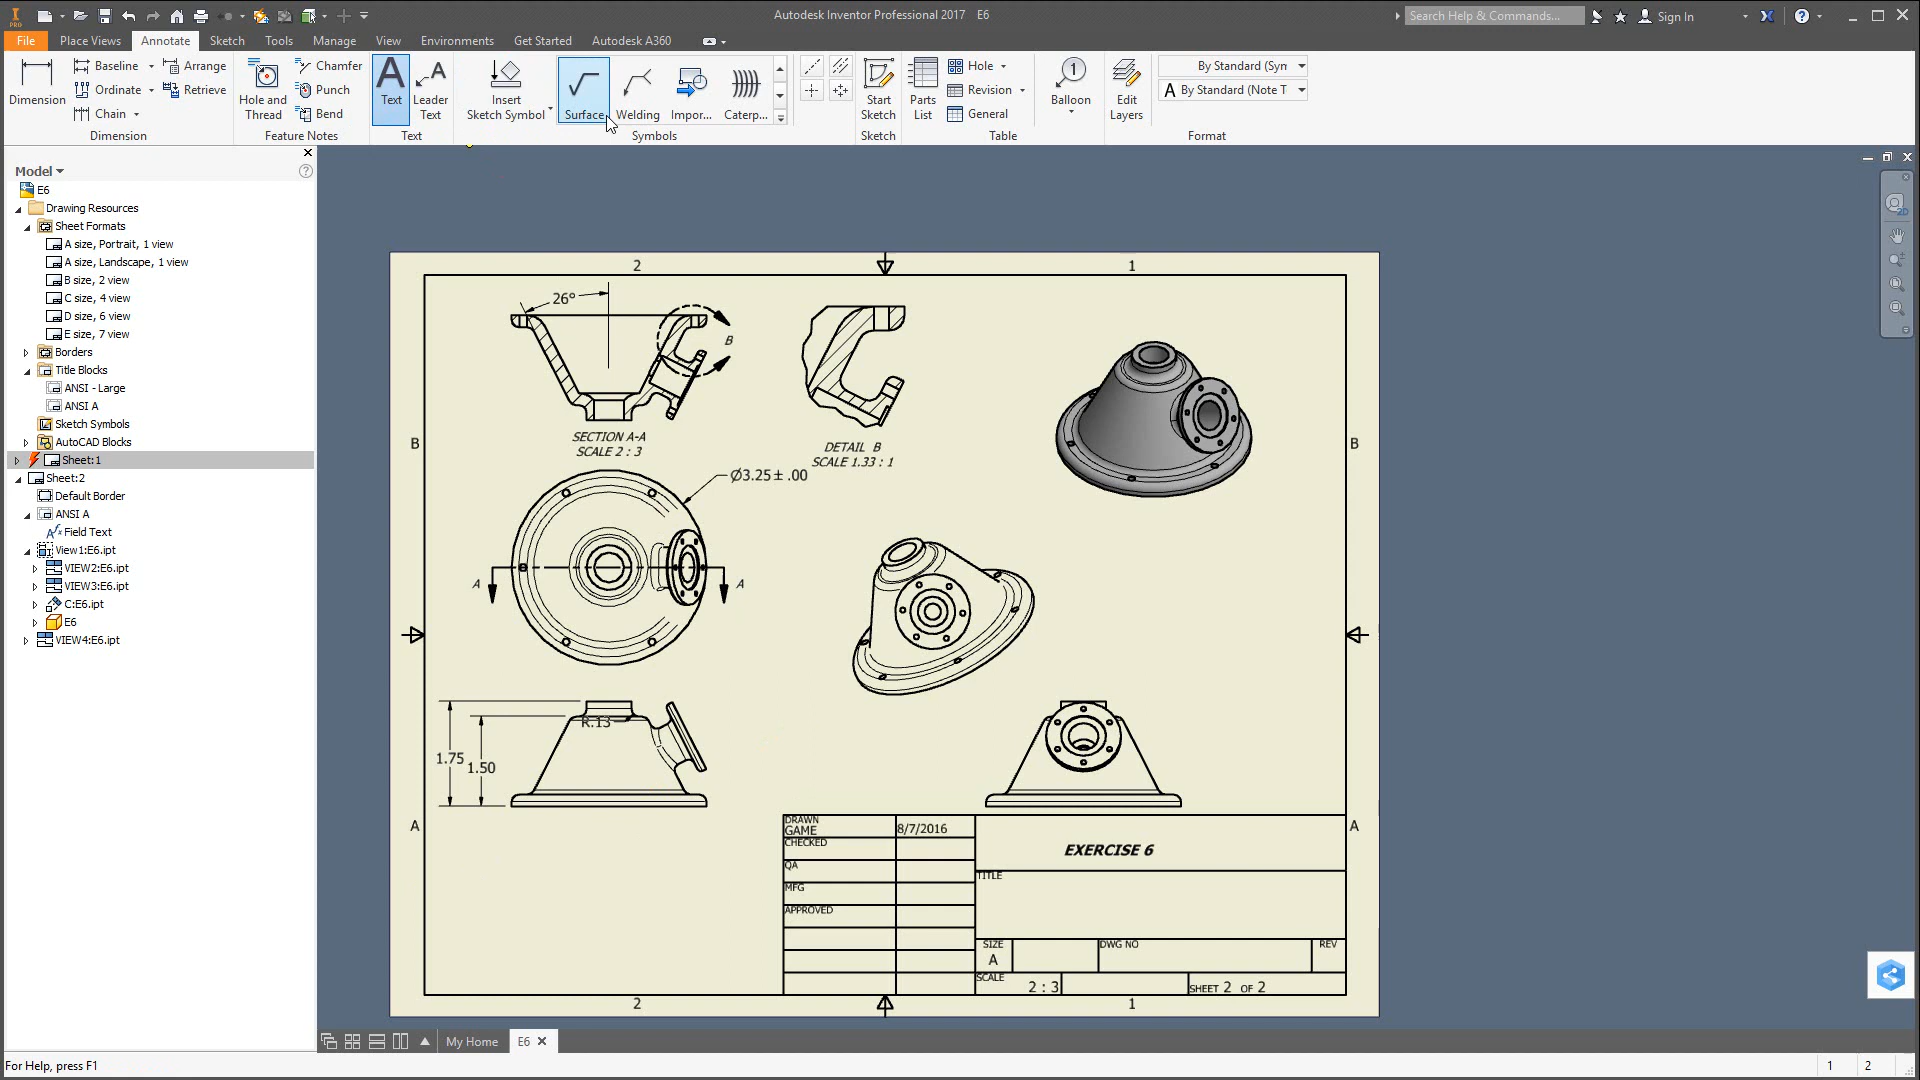 Autodesk Inventor Professional 2017 E6
Search Help & Commands...
Sign In
PRO
File Place Views Annotate Sketch Tools Manage View Environments Get Started Autodesk A360
Dimension
Baseline
Ordinate
Chain
Arrange
Retrieve
Dimension
Hole and Thread
Chamfer
Punch
Bend
Feature Notes
Text
Leader Text
Text
Insert Sketch Symbol
Surface
Welding
Impor...
Caterp...
Symbols
Start Sketch
Sketch
Parts List
Hole
Revision
General
Table
Balloon
Edit Layers
By Standard (Syn
By Standard (Note T
Format
Model
E6
Drawing Resources
Sheet Formats
A size, Portrait, 1 view
A size, Landscape, 1 view
B size, 2 view
C size, 4 view
D size, 6 view
E size, 7 view
Borders
Title Blocks
ANSI - Large
ANSI A
Sketch Symbols
AutoCAD Blocks
Sheet:1
Sheet:2
Default Border
ANSI A
Field Text
View1:E6.ipt
VIEW2:E6.ipt
VIEW3:E6.ipt
C:E6.ipt
E6
VIEW4:E6.ipt
2 1
26°
B
SECTION A-A
SCALE 2 : 3
DETAIL B
SCALE 1.33 : 1
B B
Ø3.25± .00
A A
R.13
1.75
1.50
A A
DRAWN
GAME
8/7/2016
CHECKED
QA
MFG
APPROVED
EXERCISE 6
TITLE
SIZE
A
DWG NO
REV
SCALE
2 : 3
SHEET 2 OF 2
2 1
My Home
E6
For Help, press F1
1 2